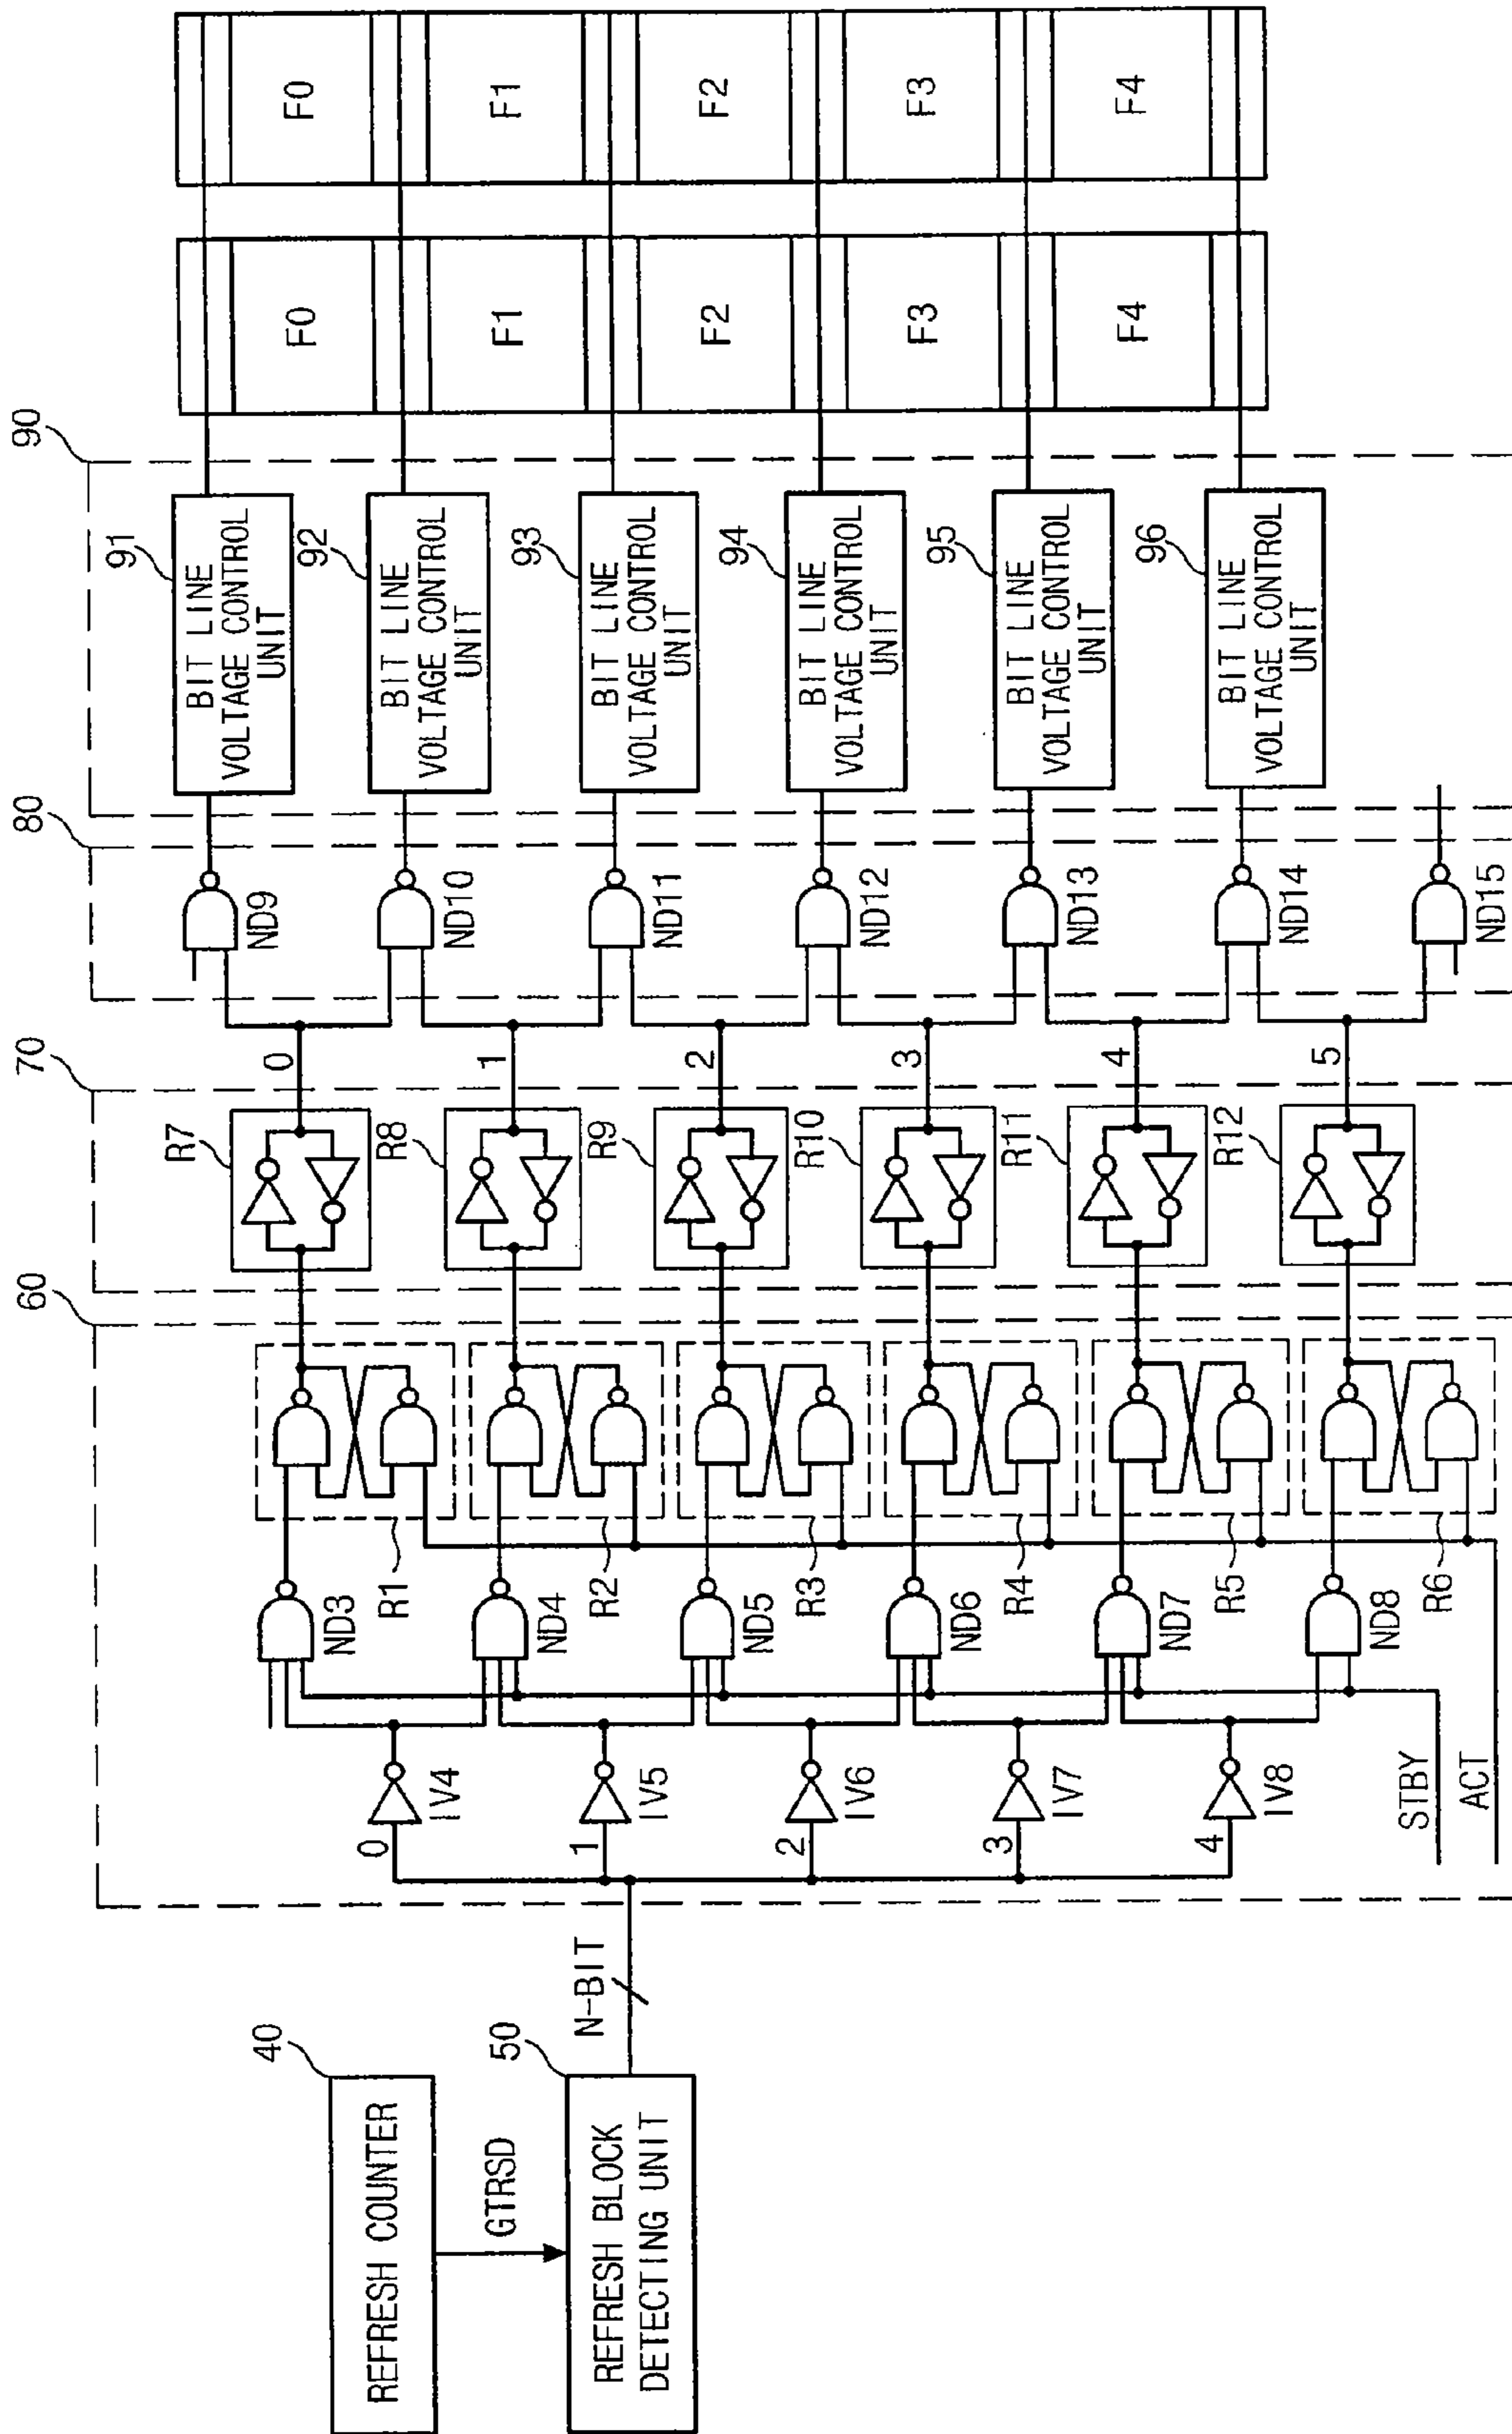 40
REFRESH COUNTER
GTRSD
50
REFRESH BLOCK
DETECTING UNIT
N-BIT
60
0
IV4
1
IV5
2
IV6
3
IV7
4
IV8
STBY
ACT
ND3
ND4
ND5
ND6
ND7
ND8
R1
R2
R3
R4
R5
R6
70
R7
R8
R9
R10
R11
R12
0
1
2
3
4
5
80
ND9
ND10
ND11
ND12
ND13
ND14
ND15
90
91
BIT LINE
VOLTAGE CONTROL
UNIT
92
BIT LINE
VOLTAGE CONTROL
UNIT
93
BIT LINE
VOLTAGE CONTROL
UNIT
94
BIT LINE
VOLTAGE CONTROL
UNIT
95
BIT LINE
VOLTAGE CONTROL
UNIT
96
BIT LINE
VOLTAGE CONTROL
UNIT
F0
F1
F2
F3
F4
F0
F1
F2
F3
F4